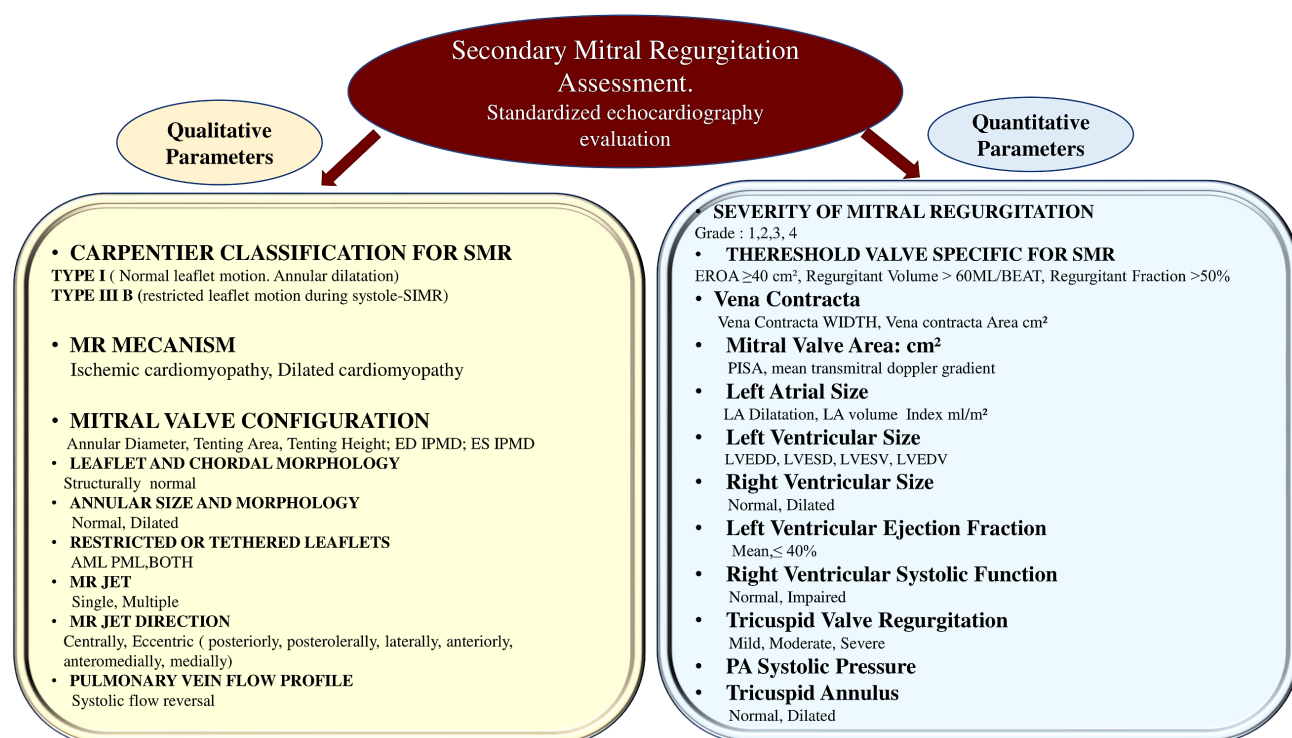 Secondary Mitral Regurgitation
Assessment.
Standardized echocardiography
evaluation
Qualitative
Parameters
Quantitative
Parameters
• CARPENTIER CLASSIFICATION FOR SMR
TYPE I ( Normal leaflet motion. Annular dilatation)
TYPE III B (restricted leaflet motion during systole-SIMR)
• MR MECANISM
Ischemic cardiomyopathy, Dilated cardiomyopathy
• MITRAL VALVE CONFIGURATION
Annular Diameter, Tenting Area, Tenting Height; ED IPMD; ES IPMD
• LEAFLET AND CHORDAL MORPHOLOGY
Structurally normal
• ANNULAR SIZE AND MORPHOLOGY
Normal, Dilated
• RESTRICTED OR TETHERED LEAFLETS
AML PML,BOTH
• MR JET
Single, Multiple
• MR JET DIRECTION
Centrally, Eccentric ( posteriorly, posterolerally, laterally, anteriorly,
anteromedially, medially)
• PULMONARY VEIN FLOW PROFILE
Systolic flow reversal
• SEVERITY OF MITRAL REGURGITATION
Grade : 1,2,3, 4
• THERESHOLD VALVE SPECIFIC FOR SMR
EROA ≥40 cm², Regurgitant Volume > 60ML/BEAT, Regurgitant Fraction >50%
• Vena Contracta
Vena Contracta WIDTH, Vena contracta Area cm²
• Mitral Valve Area: cm²
PISA, mean transmitral doppler gradient
• Left Atrial Size
LA Dilatation, LA volume Index ml/m²
• Left Ventricular Size
LVEDD, LVESD, LVESV, LVEDV
• Right Ventricular Size
Normal, Dilated
• Left Ventricular Ejection Fraction
Mean,≤ 40%
• Right Ventricular Systolic Function
Normal, Impaired
• Tricuspid Valve Regurgitation
Mild, Moderate, Severe
• PA Systolic Pressure
• Tricuspid Annulus
Normal, Dilated